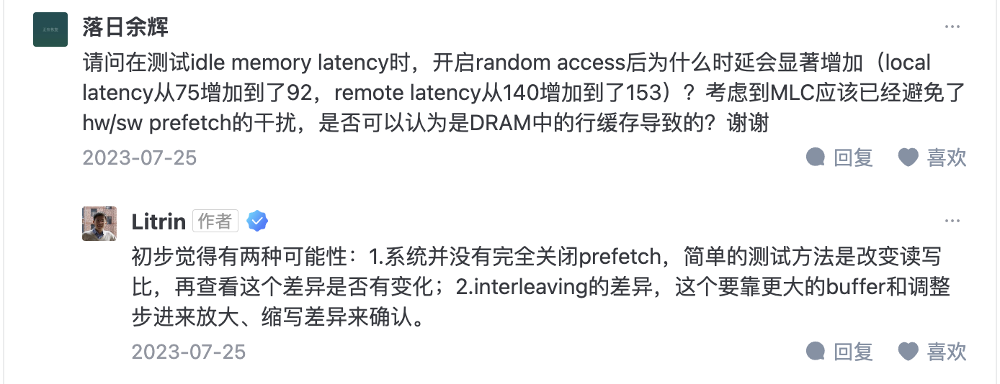 落日余辉
请问在测试idle memory latency时，开启random access后为什么时延会显著增加（local
latency从75增加到了92，remote latency从140增加到了153）？考虑到MLC应该已经避免了
hw/sw prefetch的干扰，是否可以认为是DRAM中的行缓存导致的？谢谢
2023-07-25
回复 喜欢
Litrin 作者
初步觉得有两种可能性：1.系统并没有完全关闭prefetch，简单的测试方法是改变读写
比，再查看这个差异是否有变化；2.interleaving的差异，这个要靠更大的buffer和调整
步进来放大、缩写差异来确认。
2023-07-25
回复 喜欢